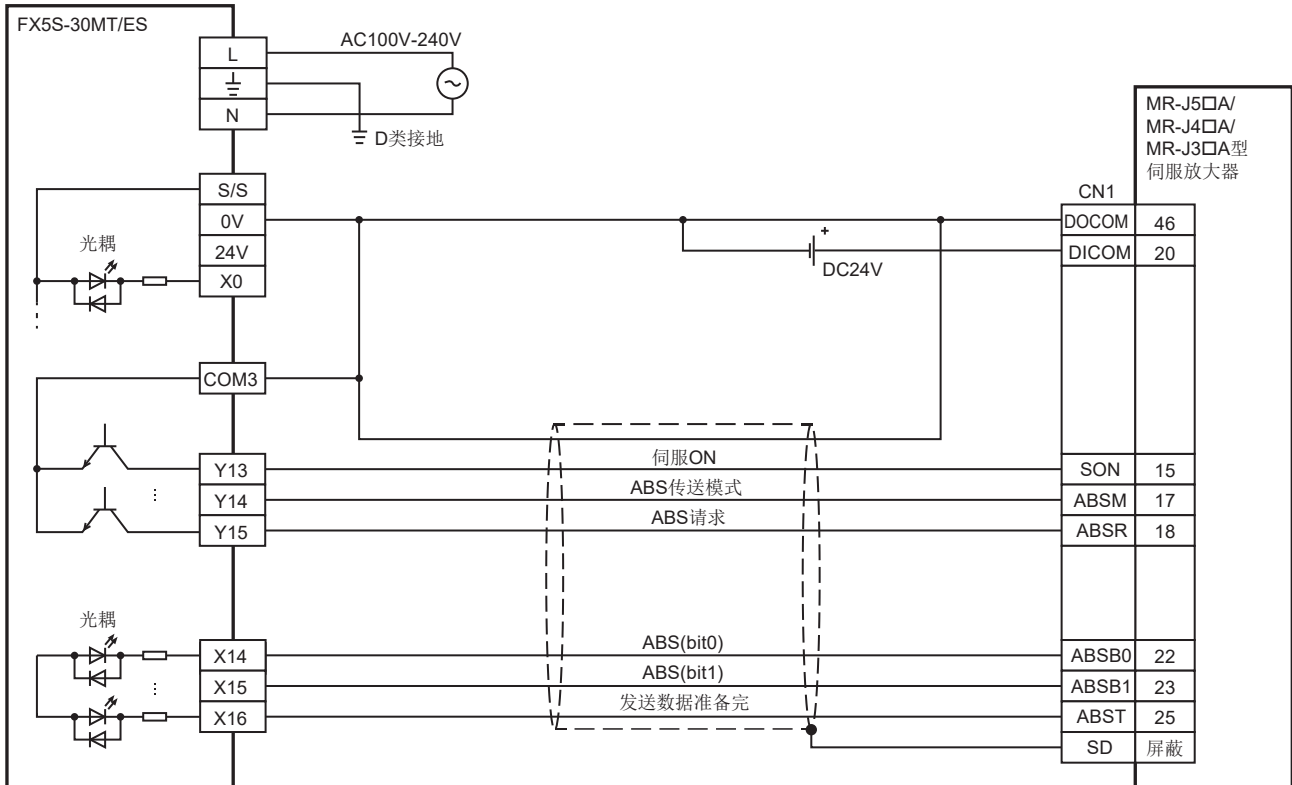 FX5S-30MT/ES
L
AC100V-240V
N
D类接地
MR-J5□A/
MR-J4□A/
MR-J3□A型
伺服放大器
CN1
S/S
0V
24V
X0
光耦
+
DC24V
DOCOM 46
DICOM 20
COM3
Y13 伺服ON SON 15
Y14 ABS传送模式 ABSM 17
Y15 ABS请求 ABSR 18
光耦
X14 ABS(bit0) ABSB0 22
X15 ABS(bit1) ABSB1 23
X16 发送数据准备完 ABST 25
SD 屏蔽